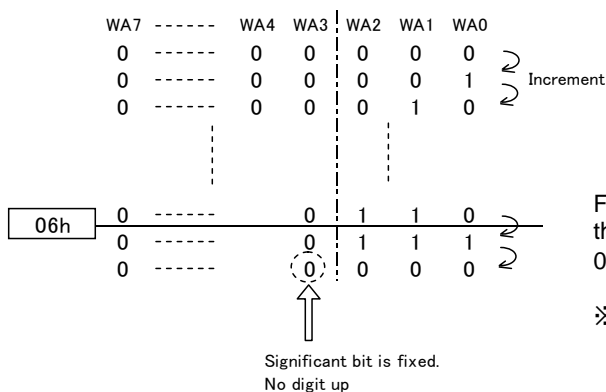 WA7 ------ WA4 WA3 WA2 WA1 WA0
0 ------ 0 0 0 0 0
0 ------ 0 0 0 0 1
Increment
0 ------ 0 0 0 1 0
0 ------ 0 1 1 0
06h
0 ------ 0 1 1 1
0 ------ 0 0 0 0
F
th
0
※
Significant bit is fixed.
No digit up